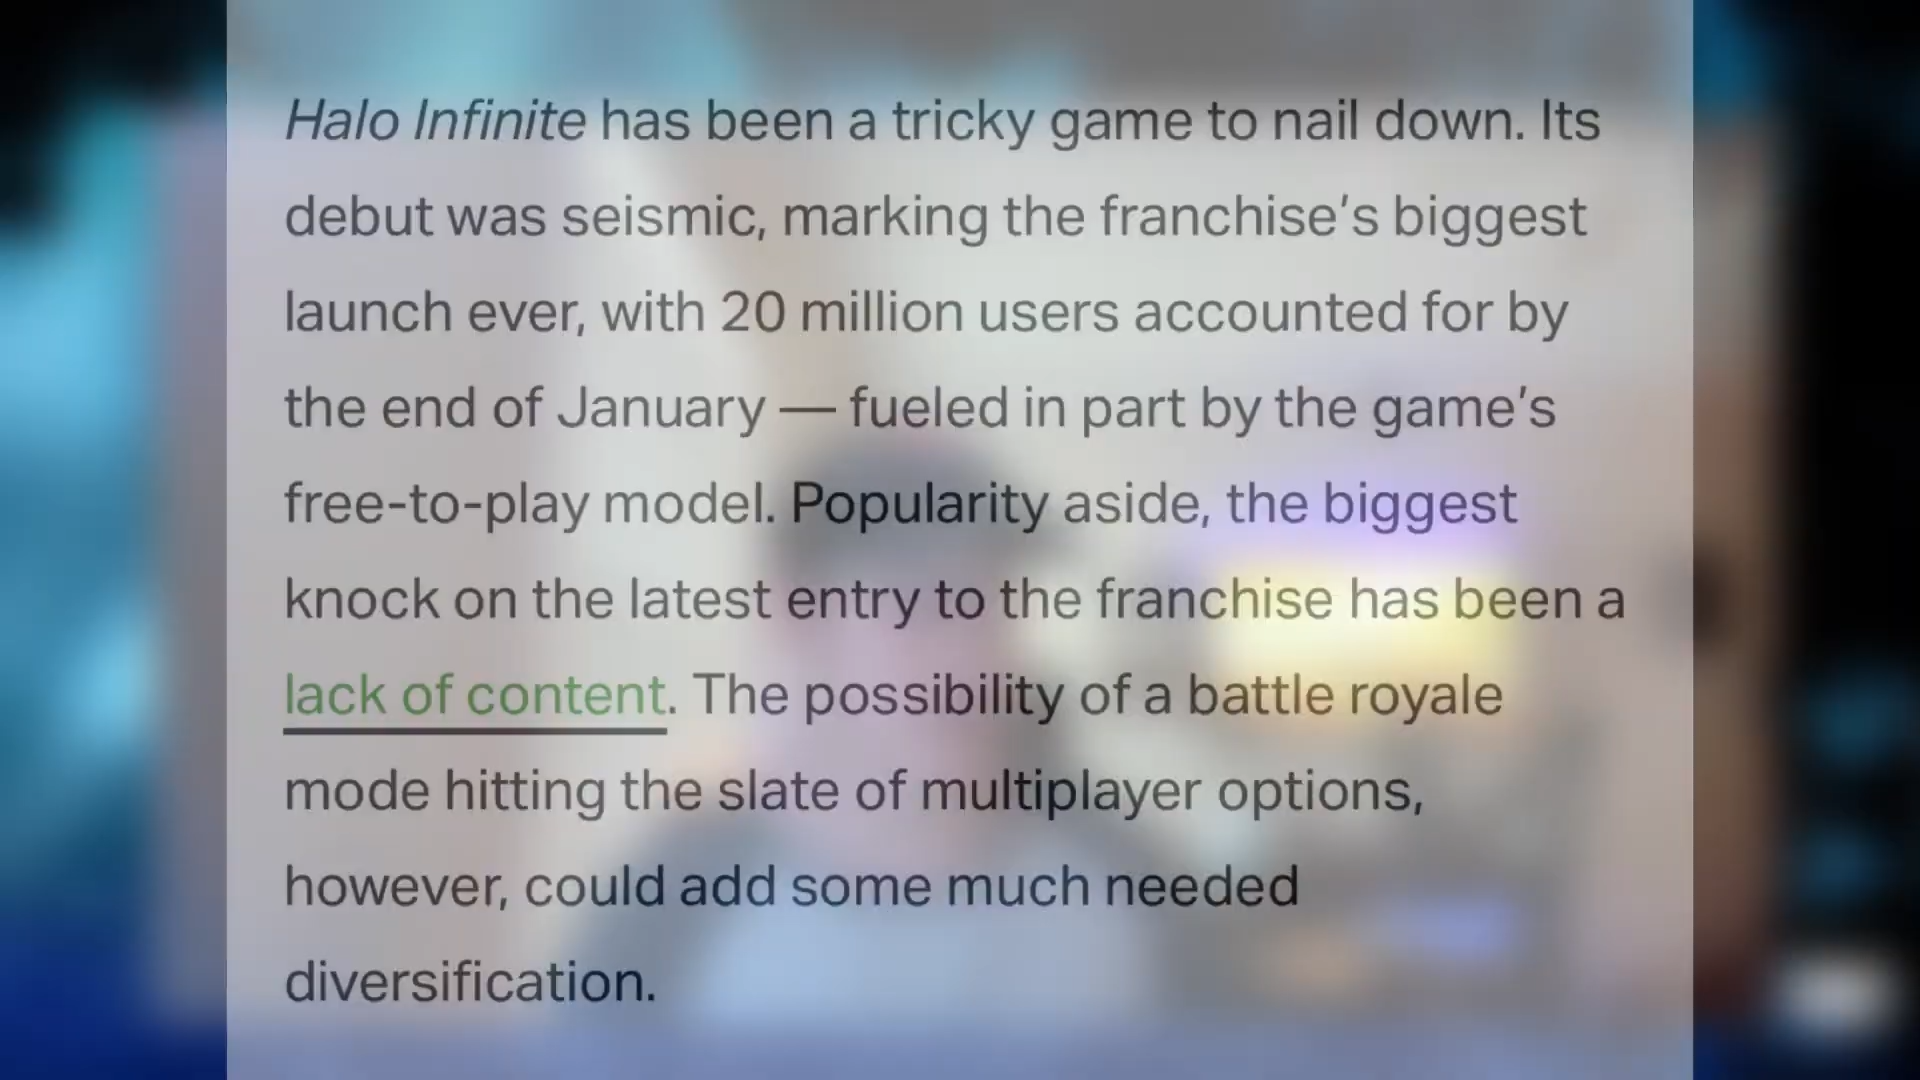 Halo Infinite has been a tricky game to nail down. Its
debut was seismic, marking the franchise's biggest
launch ever, with 20 million users accounted for by
the end of January — fueled in part by the game's
free-to-play model. Popularity aside, the biggest
knock on the latest entry to the franchise has been a
lack of content. The possibility of a battle royale
mode hitting the slate of multiplayer options,
however, could add some much needed
diversification.